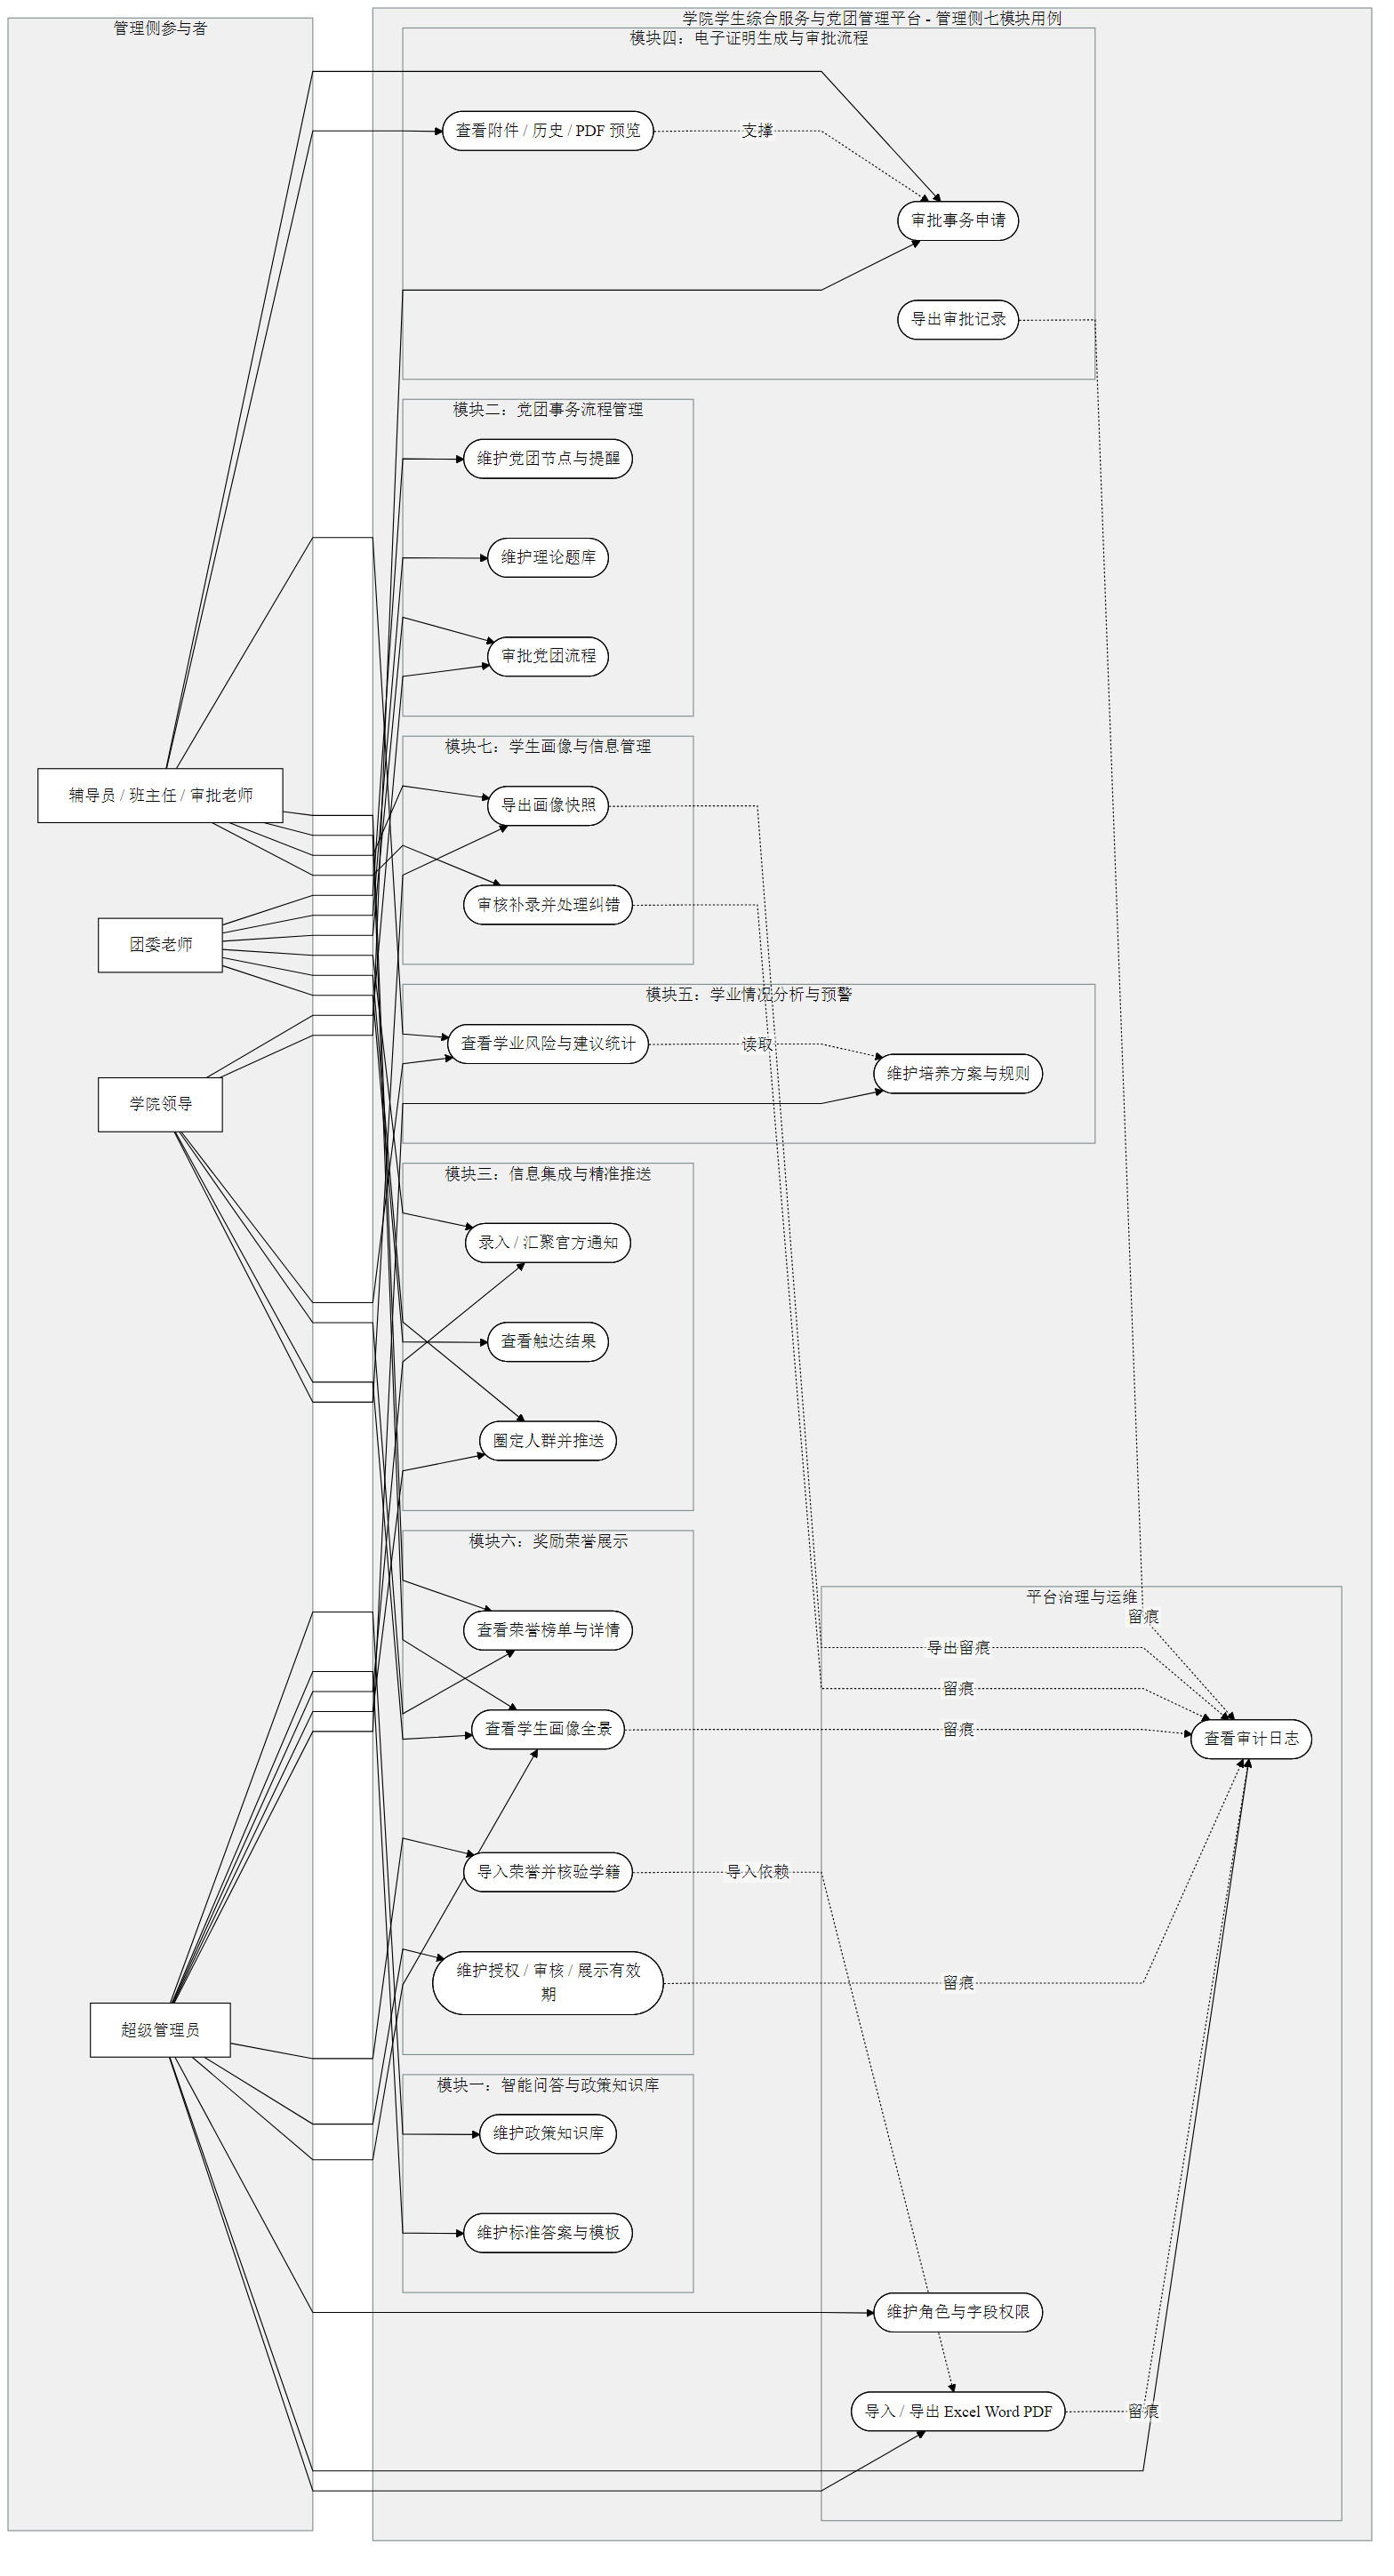 管理侧参与者
学院学生综合服务与党团管理平台 - 管理侧七模块用例
模块四：电子证明生成与审批流程
查看附件 / 历史 / PDF 预览
支撑
审批事务申请
导出审批记录
模块二：党团事务流程管理
维护党团节点与提醒
维护理论题库
审批党团流程
模块七：学生画像与信息管理
辅导员 / 班主任 / 审批老师
导出画像快照
审核补录并处理纠错
团委老师
模块五：学业情况分析与预警
查看学业风险与建议统计
读取
维护培养方案与规则
学院领导
模块三：信息集成与精准推送
录入 / 汇聚官方通知
查看触达结果
圈定人群并推送
模块六：奖励荣誉展示
平台治理与运维
留痕
查看荣誉榜单与详情
导出留痕
留痕
查看学生画像全景
留痕
查看审计日志
导入荣誉并核验学籍
导入依赖
维护授权 / 审核 / 展示有效
期
留痕
超级管理员
模块一：智能问答与政策知识库
维护政策知识库
维护标准答案与模板
维护角色与字段权限
导入 / 导出 Excel Word PDF
留痕